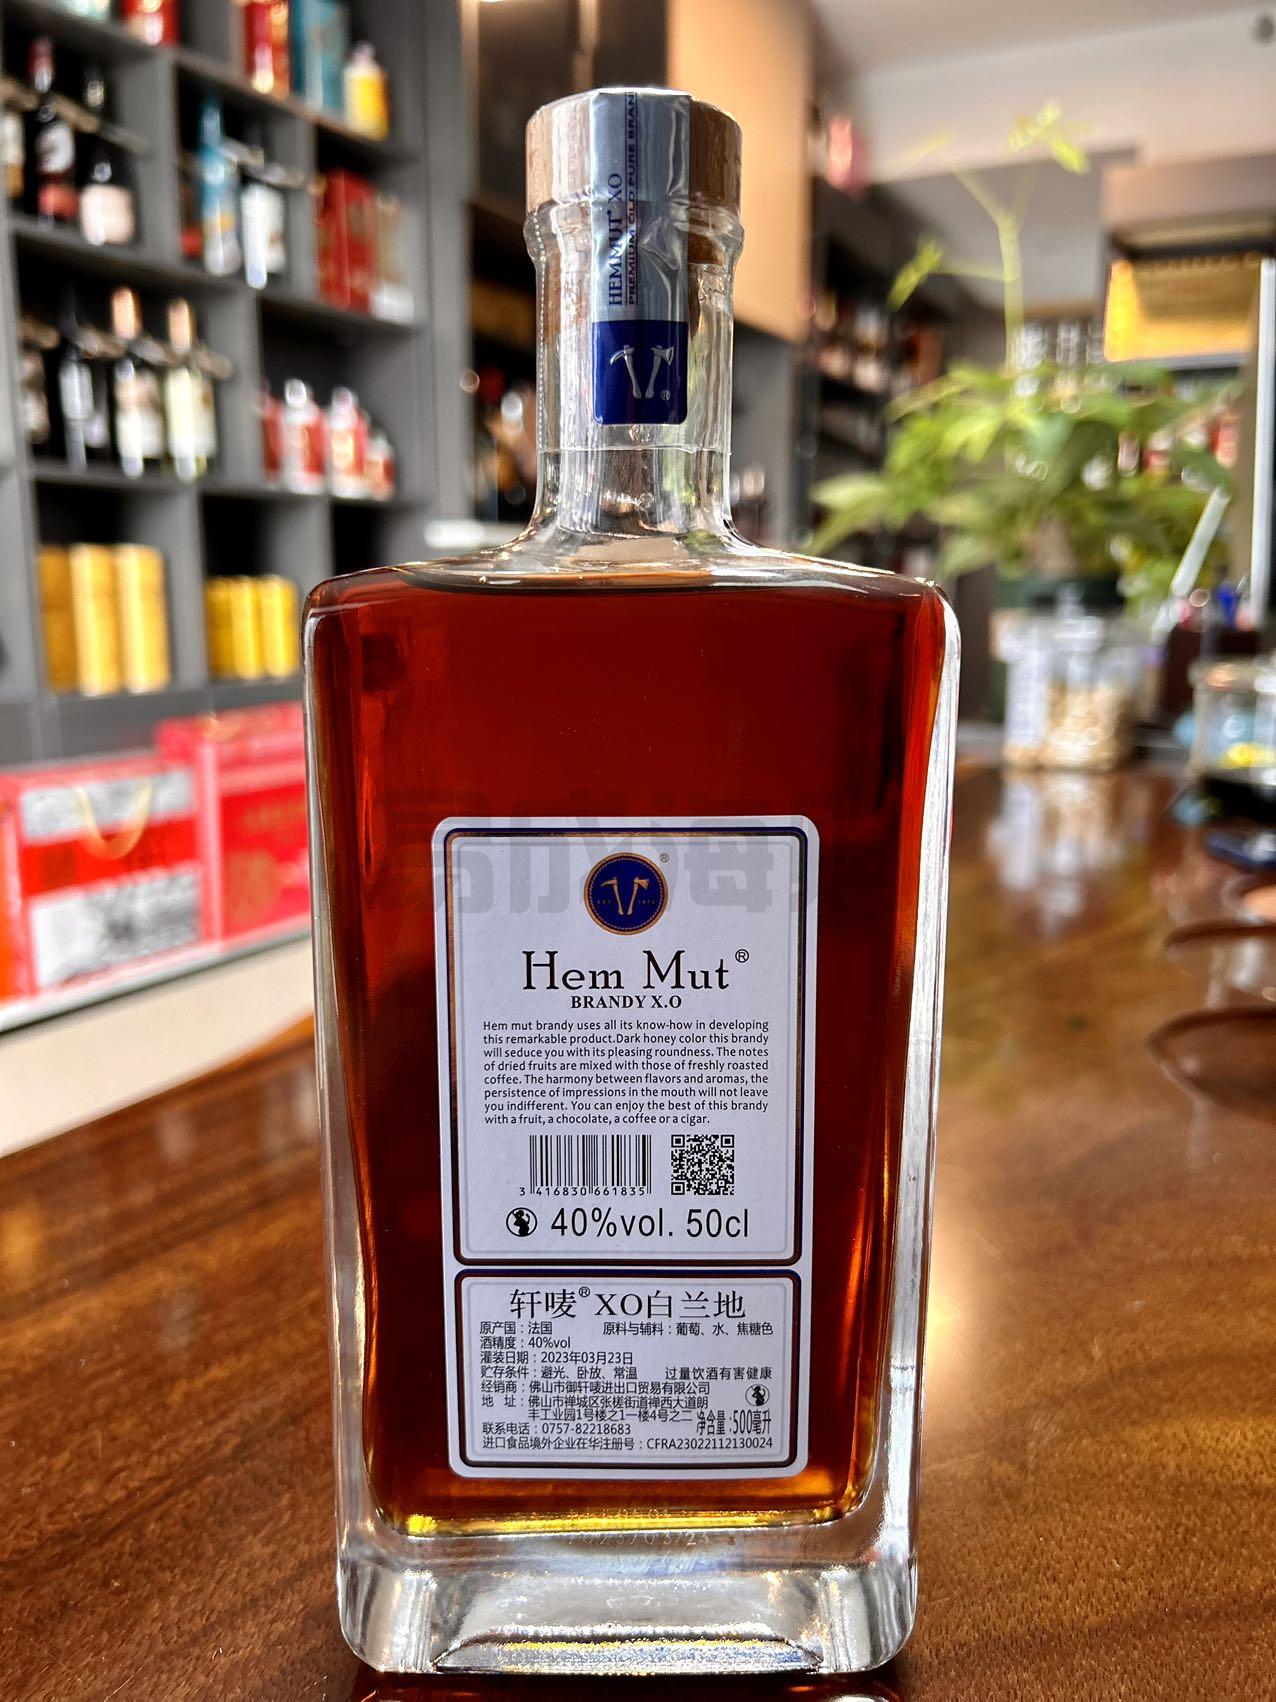 HEMMUT® XO
PREMIUM OLD PURE BRAN
®
®
Hem Mut®
BRANDY X.O
Hem mut brandy uses all its know-how in developing
this remarkable product.Dark honey color this brandy
will seduce you with its pleasing roundness. The notes
of dried fruits are mixed with those of freshly roasted
coffee. The harmony between flavors and aromas, the
persistence of impressions in the mouth will not leave
you indifferent. You can enjoy the best of this brandy
with a fruit, a chocolate, a coffee or a cigar.
3 416830 661835
40%vol. 50cl
轩唛®XO白兰地
原产国：法国 原料与辅料：葡萄、水、焦糖色
酒精度：40%vol
灌装日期：2023年03月23日
贮存条件：避光、卧放、常温 过量饮酒有害健康
经销商：佛山市御轩唛进出口贸易有限公司
地 址：佛山市禅城区张槎街道禅西大道朗
丰工业园1号楼之1一楼4号之二 净含量：500毫升
联系电话：0757-82218683
进口食品境外企业在华注册号：CFRA23022112130024